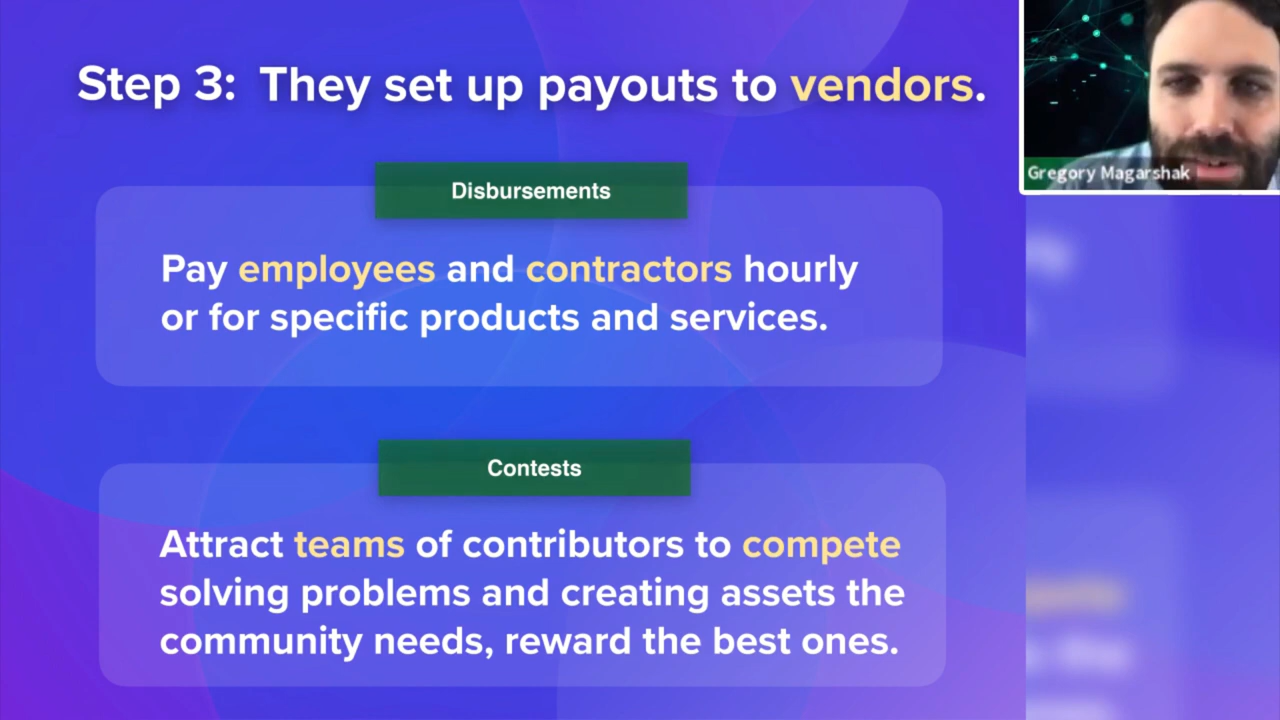 Step 3: They set up payouts to vendors.
Gregory Magarshak
Disbursements
Pay employees and contractors hourly
or for specific products and services.
Contests
Attract teams of contributors to compete
solving problems and creating assets the
community needs, reward the best ones.